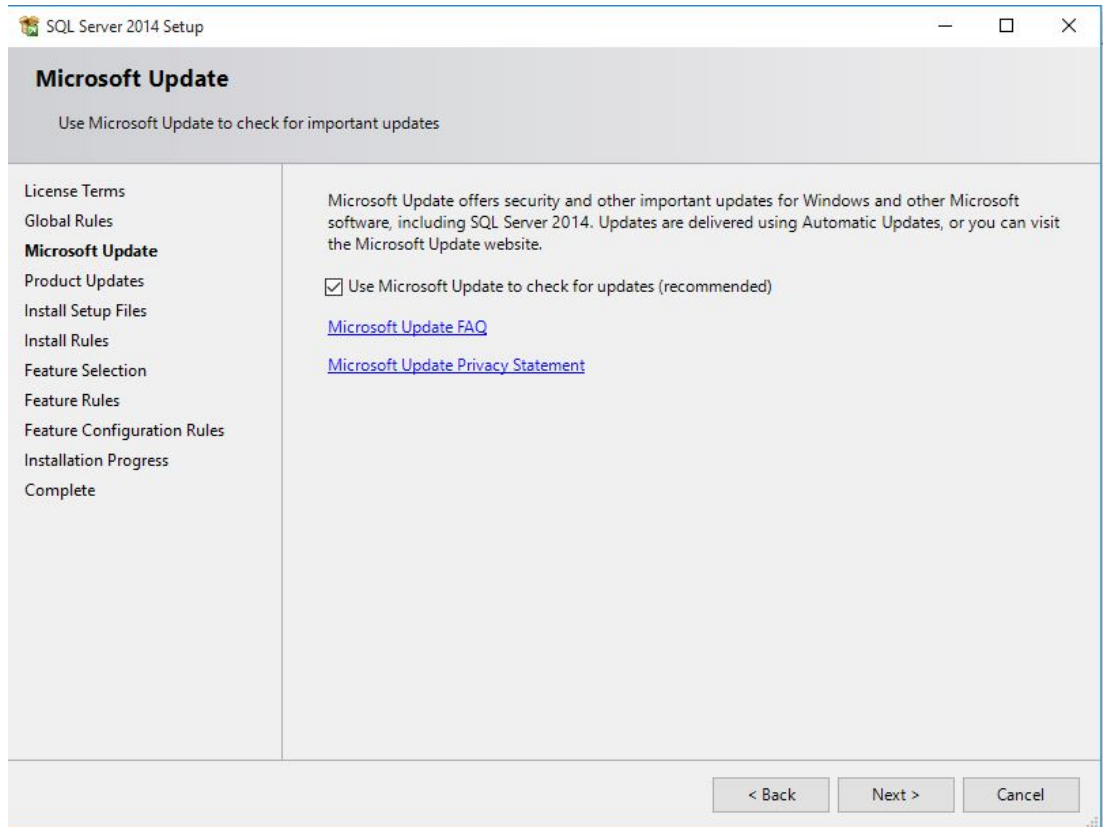 SQL Server 2014 Setup
Microsoft Update
Use Microsoft Update to check for important updates
License Terms
Global Rules
Microsoft Update
Product Updates
Install Setup Files
Install Rules
Feature Selection
Feature Rules
Feature Configuration Rules
Installation Progress
Complete
Microsoft Update offers security and other important updates for Windows and other Microsoft
software, including SQL Server 2014. Updates are delivered using Automatic Updates, or you can visit
the Microsoft Update website.
Use Microsoft Update to check for updates (recommended)
Microsoft Update FAQ
Microsoft Update Privacy Statement
< Back
Next >
Cancel